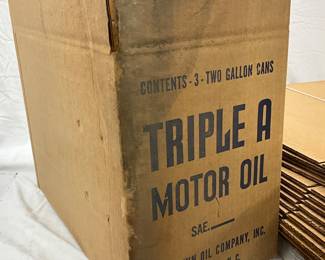 CONTENTS-3-TWO GALLON CANS
TRIPLE A
MOTOR OIL
SAE.
OIL COMPANY, INC.